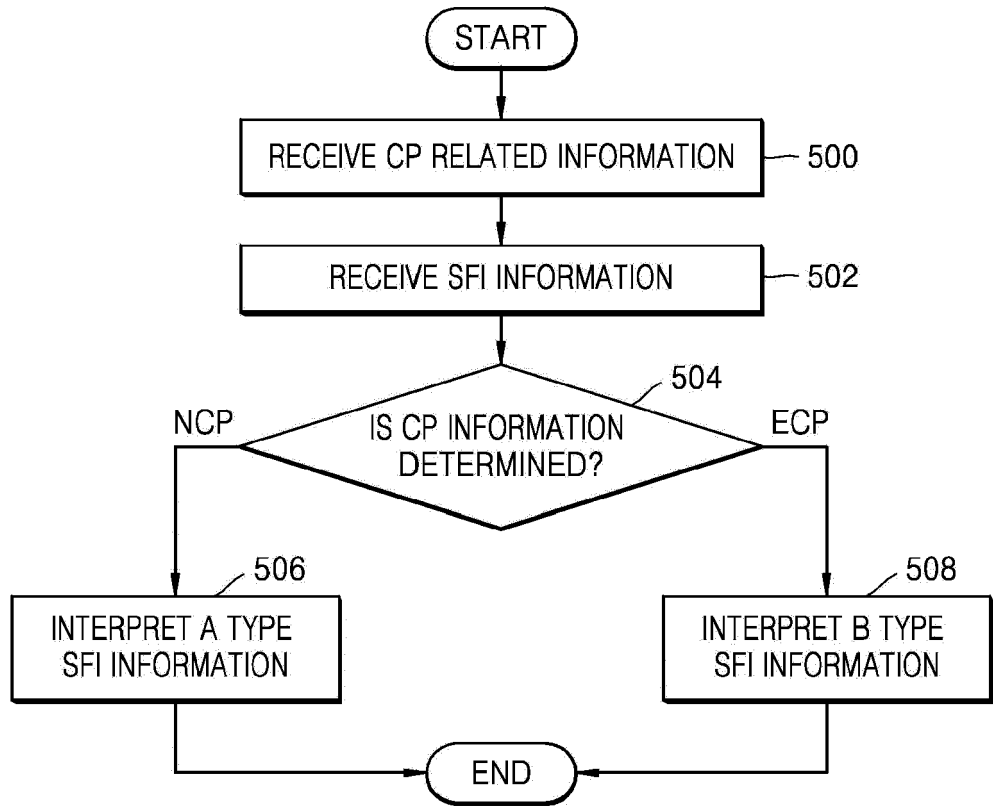 START
RECEIVE CP RELATED INFORMATION
500
RECEIVE SFI INFORMATION
502
504
NCP
IS CP INFORMATION
DETERMINED?
ECP
506
508
INTERPRET A TYPE
SFI INFORMATION
INTERPRET B TYPE
SFI INFORMATION
END